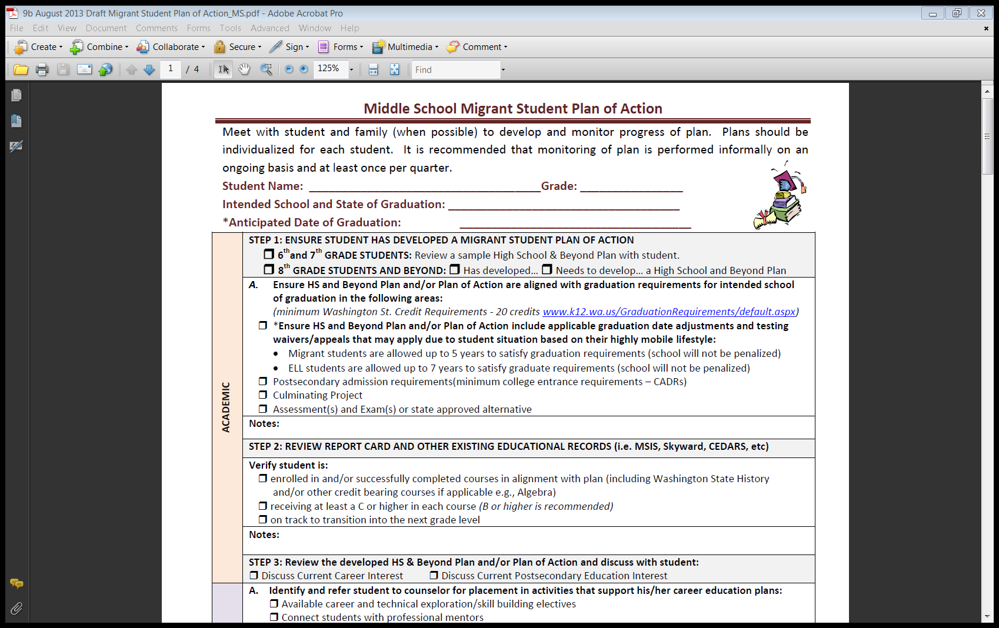 9b August 2013 Draft Migrant Student Plan of Action_MS.pdf - Adobe Acrobat Pro
File Edit View Document Comments Forms Tools Advanced Window Help
Create Combine Collaborate Secure Sign Forms Multimedia Comment
1 / 4 125% Find
Middle School Migrant Student Plan of Action
Meet with student and family (when possible) to develop and monitor progress of plan. Plans should be
individualized for each student. It is recommended that monitoring of plan is performed informally on an
ongoing basis and at least once per quarter.
Student Name: ____________________________________Grade: ________________
Intended School and State of Graduation: ____________________________________
*Anticipated Date of Graduation: ____________________________________
ACADEMIC
STEP 1: ENSURE STUDENT HAS DEVELOPED A MIGRANT STUDENT PLAN OF ACTION
❒ 6th and 7th GRADE STUDENTS: Review a sample High School & Beyond Plan with student.
❒ 8th GRADE STUDENTS AND BEYOND: ❒ Has developed… ❒ Needs to develop… a High School and Beyond Plan
A. Ensure HS and Beyond Plan and/or Plan of Action are aligned with graduation requirements for intended school
of graduation in the following areas:
(minimum Washington St. Credit Requirements - 20 credits www.k12.wa.us/GraduationRequirements/default.aspx)
❒ *Ensure HS and Beyond Plan and/or Plan of Action include applicable graduation date adjustments and testing
waivers/appeals that may apply due to student situation based on their highly mobile lifestyle:
• Migrant students are allowed up to 5 years to satisfy graduation requirements (school will not be penalized)
• ELL students are allowed up to 7 years to satisfy graduate requirements (school will not be penalized)
❒ Postsecondary admission requirements(minimum college entrance requirements – CADRs)
❒ Culminating Project
❒ Assessment(s) and Exam(s) or state approved alternative
Notes:
STEP 2: REVIEW REPORT CARD AND OTHER EXISTING EDUCATIONAL RECORDS (i.e. MSIS, Skyward, CEDARS, etc)
Verify student is:
❒ enrolled in and/or successfully completed courses in alignment with plan (including Washington State History
and/or other credit bearing courses if applicable e.g., Algebra)
❒ receiving at least a C or higher in each course (B or higher is recommended)
❒ on track to transition into the next grade level
Notes:
STEP 3: Review the developed HS & Beyond Plan and/or Plan of Action and discuss with student:
❒ Discuss Current Career Interest ❒ Discuss Current Postsecondary Education Interest
A. Identify and refer student to counselor for placement in activities that support his/her career education plans:
❒ Available career and technical exploration/skill building electives
❒ Connect students with professional mentors